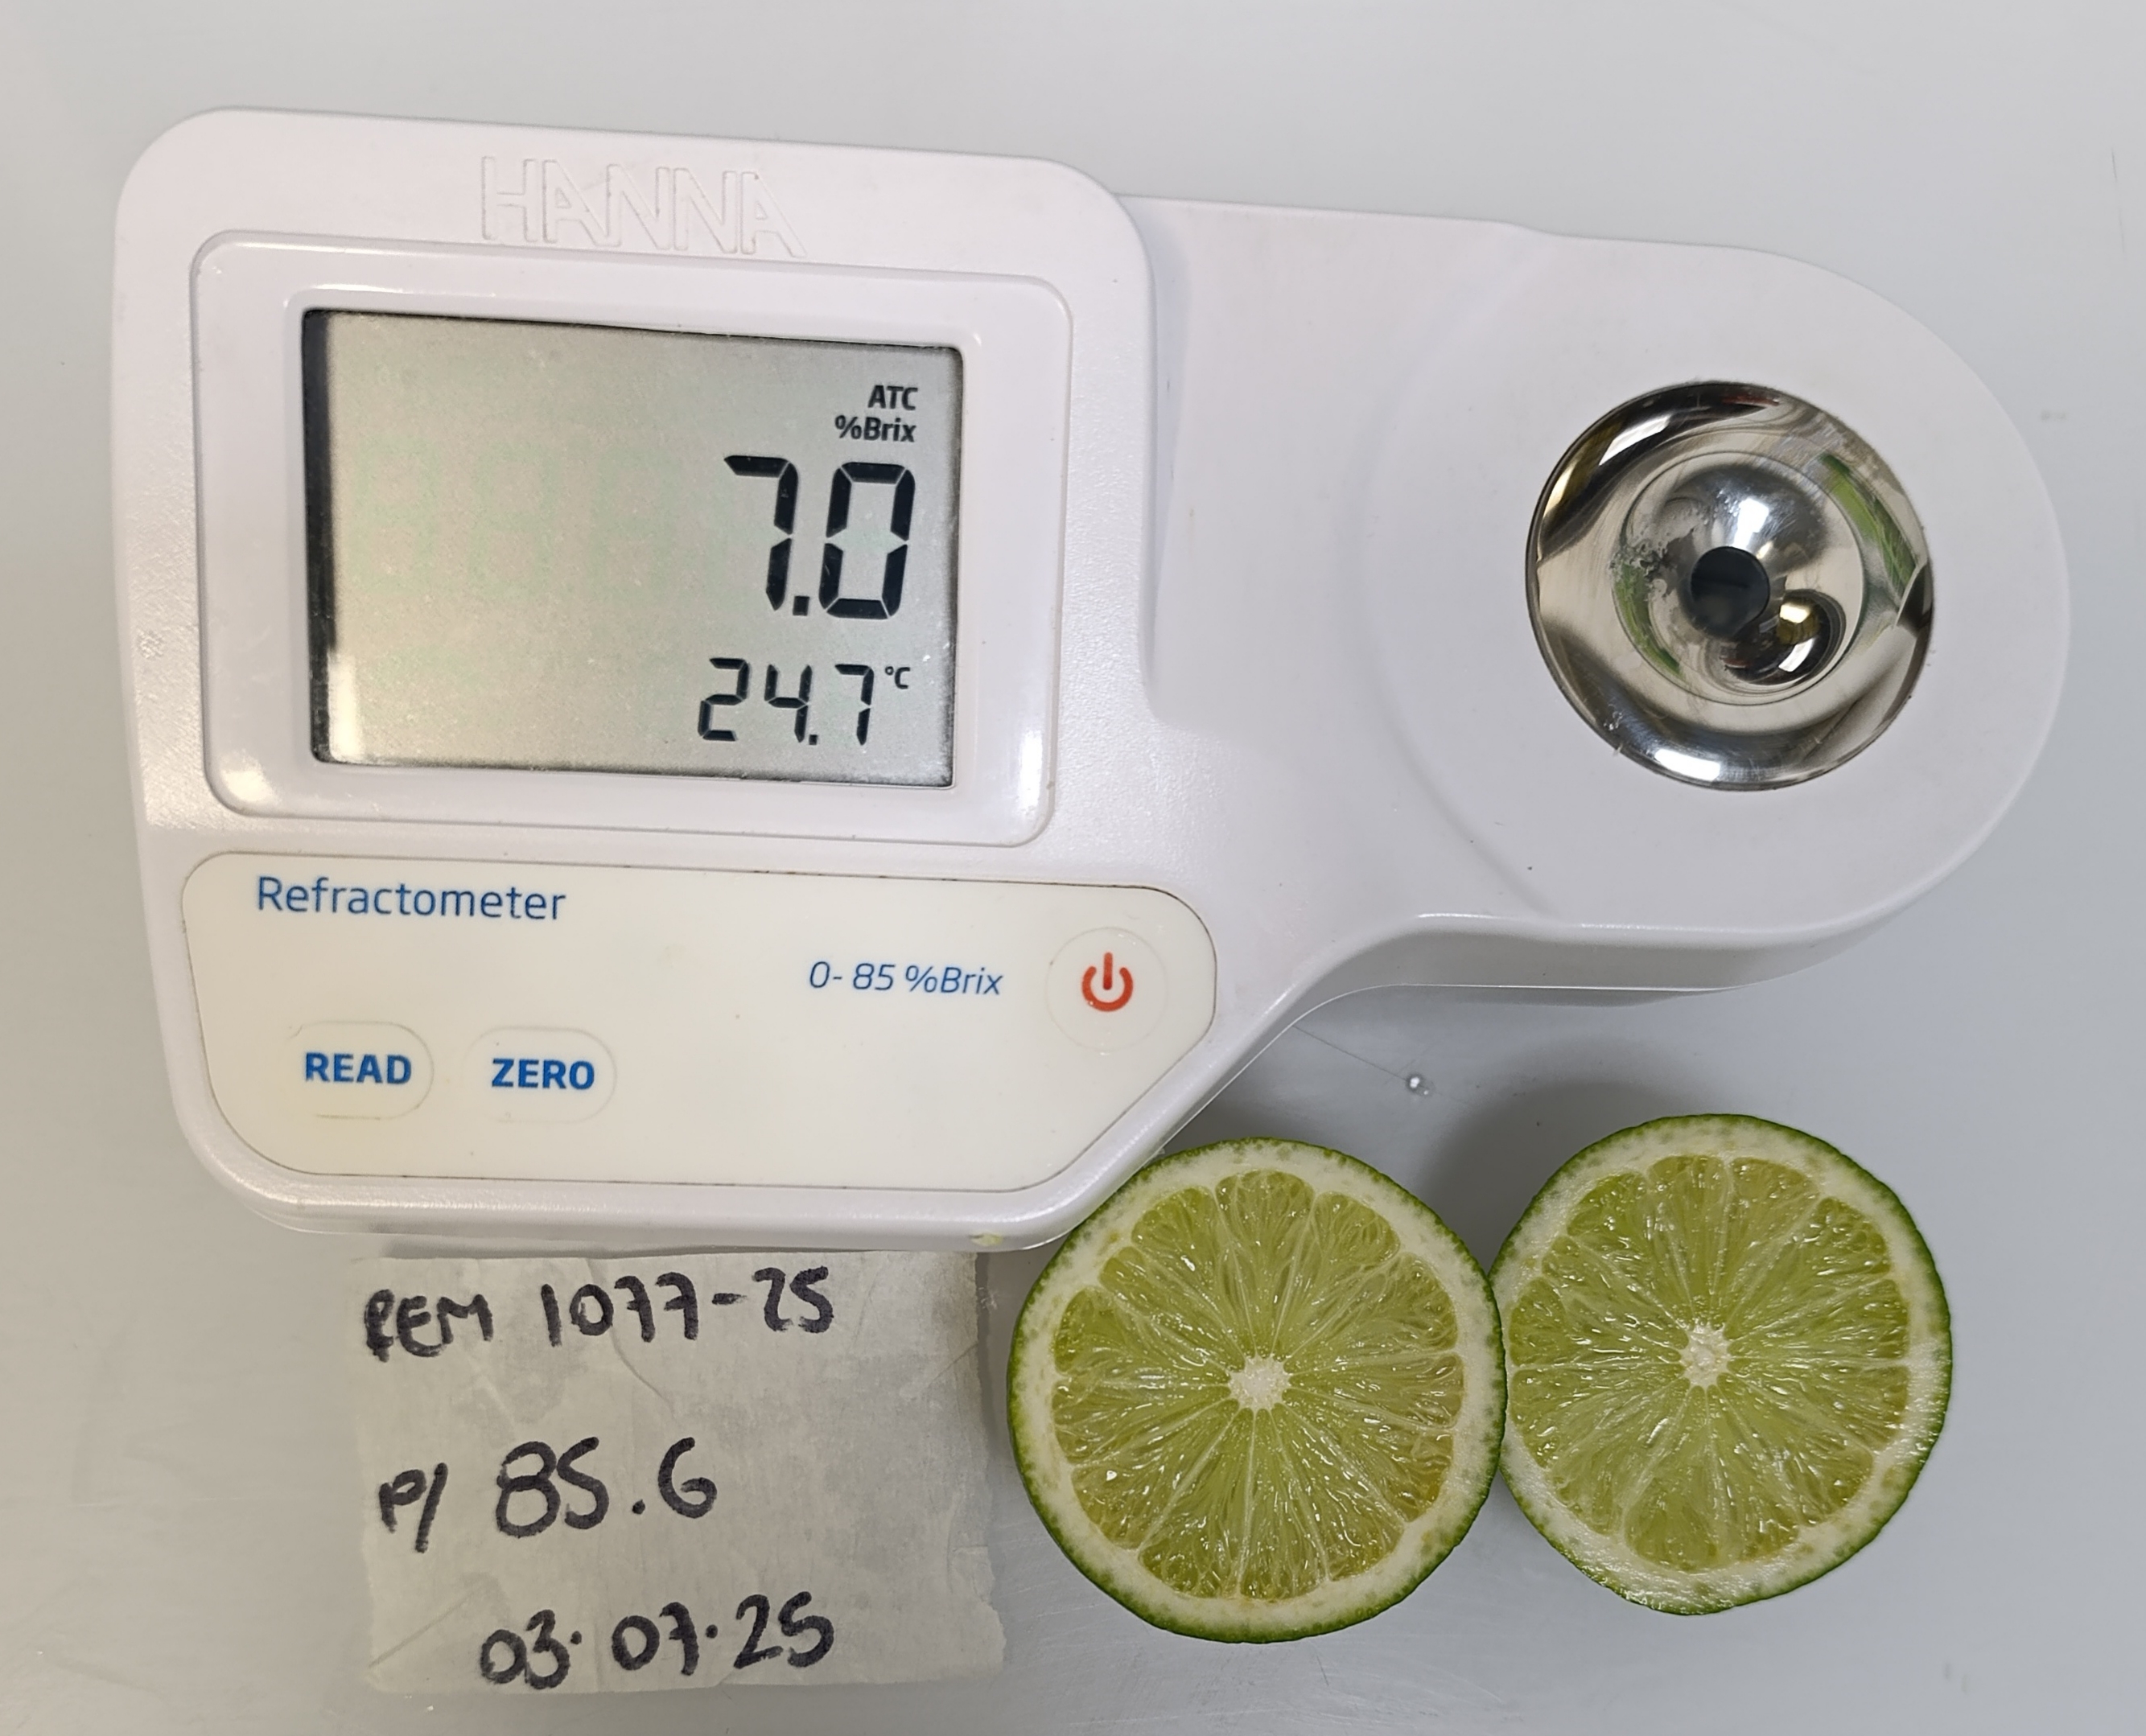 HANNA
ATC
%Brix
7.0
24.7 °C
Refractometer
0-85 %Brix
READ ZERO
REM 1077-25
P/ 85.6
03.07.25